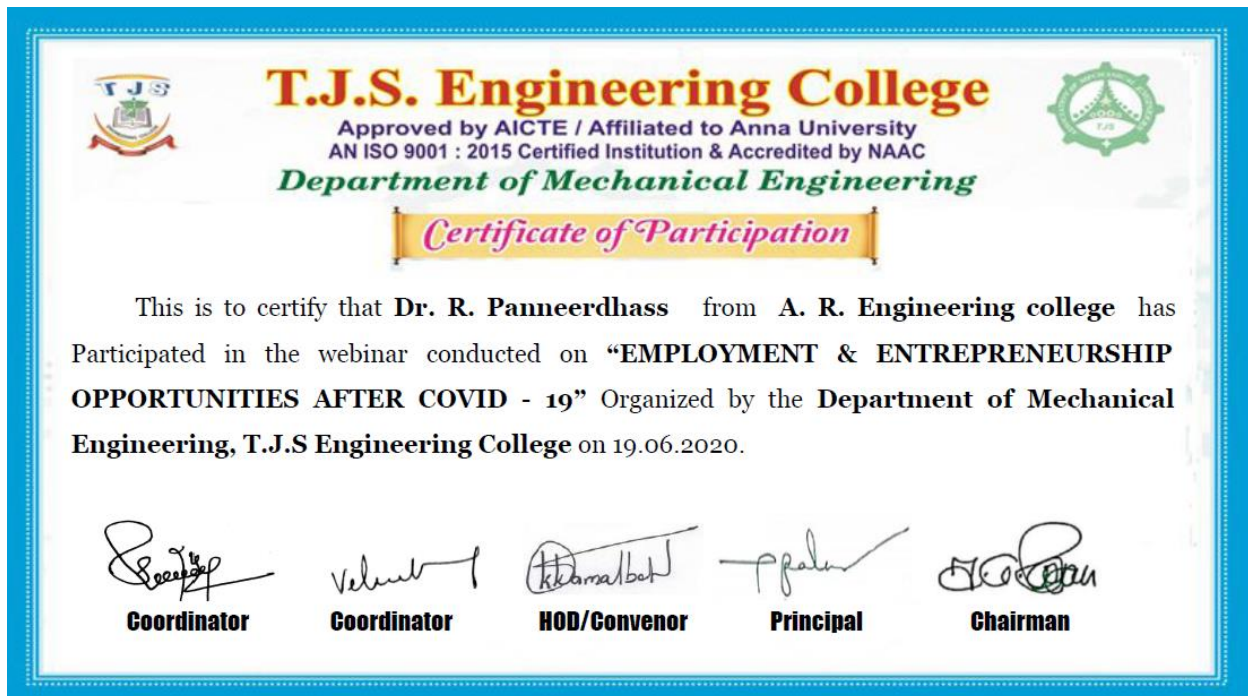 TJS
T.J.S. Engineering College
Approved by AICTE / Affiliated to Anna University
AN ISO 9001 : 2015 Certified Institution & Accredited by NAAC
Department of Mechanical Engineering
TJS
Certificate of Participation
This is to certify that Dr. R. Panneerdhass from A. R. Engineering college has
Participated in the webinar conducted on “EMPLOYMENT & ENTREPRENEURSHIP
OPPORTUNITIES AFTER COVID - 19” Organized by the Department of Mechanical
Engineering, T.J.S Engineering College on 19.06.2020.
Coordinator Coordinator HOD/Convenor Principal Chairman